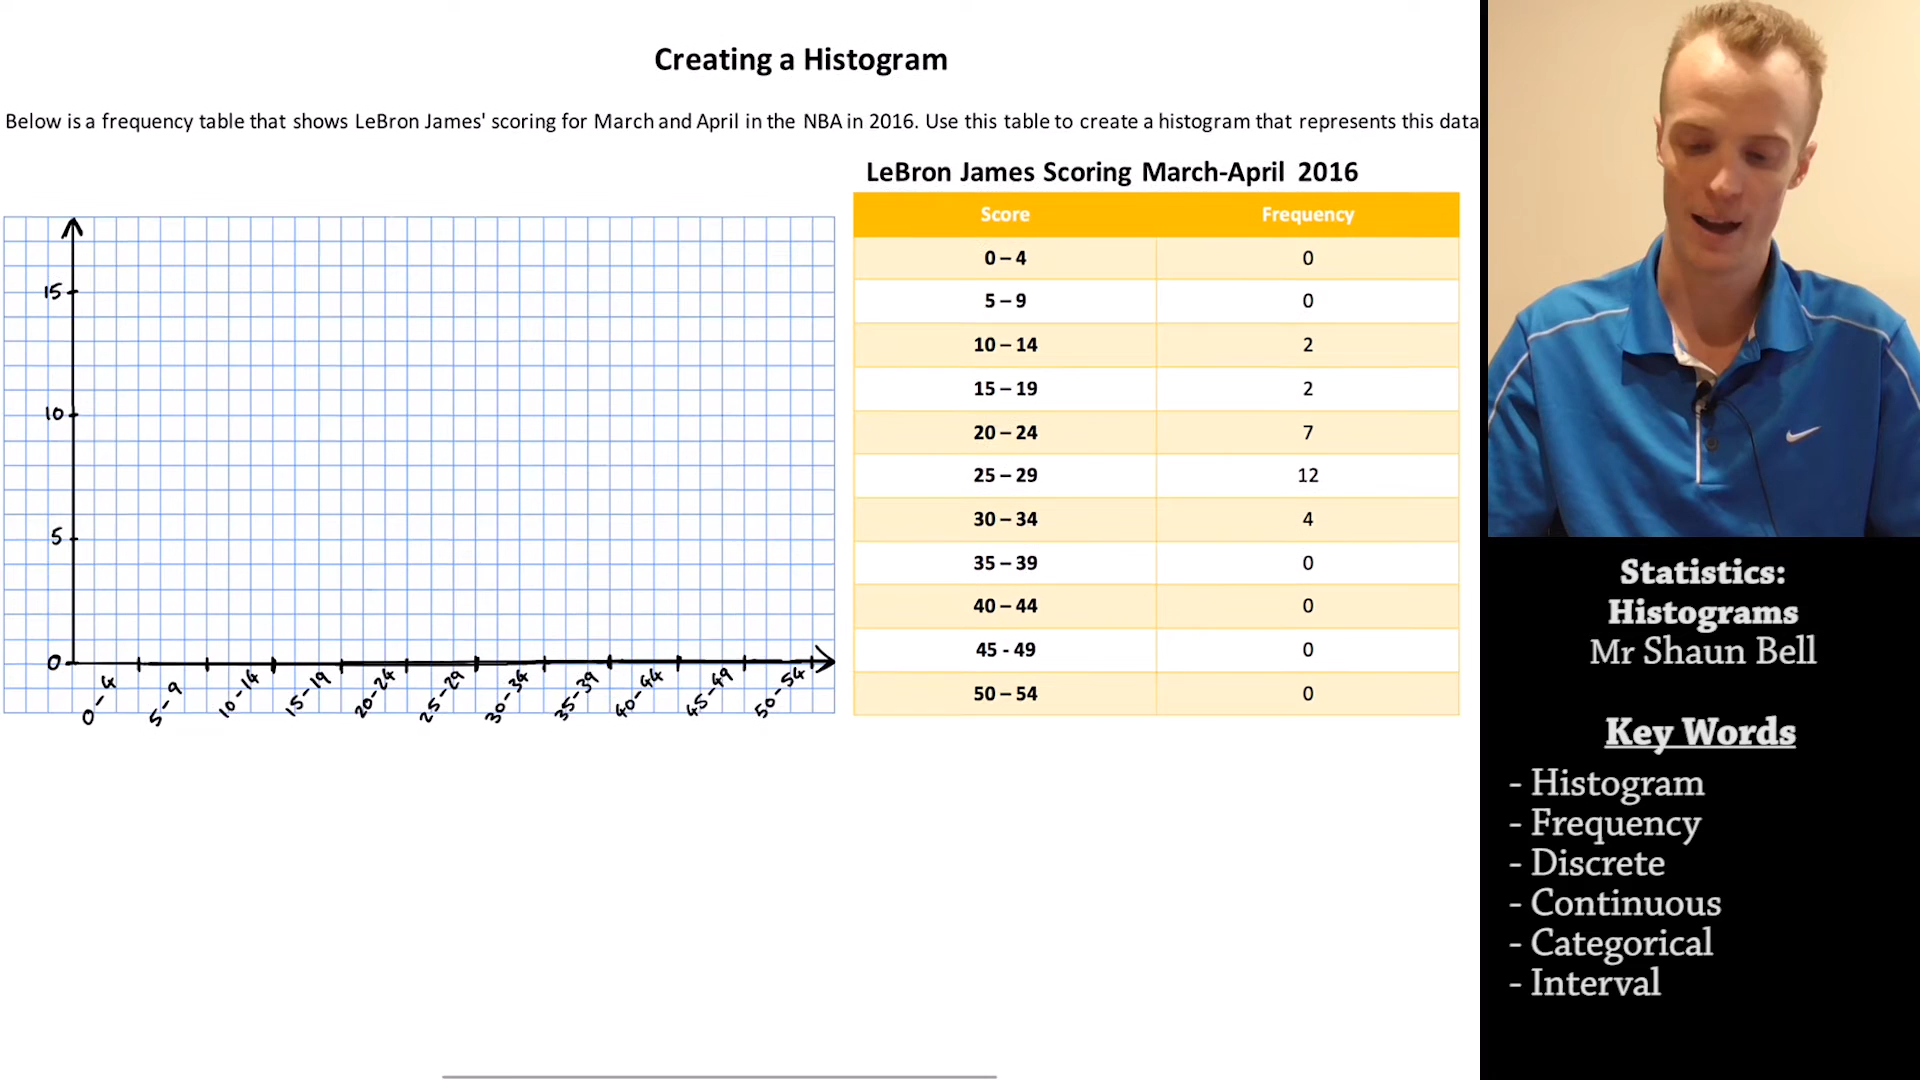 Creating a Histogram
Below is a frequency table that shows LeBron James' scoring for March and April in the NBA in 2016. Use this table to create a histogram that represents this data
LeBron James Scoring March-April 2016
Score Frequency
0 – 4 0
5 – 9 0
10 – 14 2
15 – 19 2
20 – 24 7
25 – 29 12
30 – 34 4
35 – 39 0
40 – 44 0
45 - 49 0
50 – 54 0
15
10
5
0
0-4 5-9 10-14 15-19 20-24 25-29 30-34 35-39 40-44 45-49 50-54
Statistics:
Histograms
Mr Shaun Bell
Key Words
- Histogram
- Frequency
- Discrete
- Continuous
- Categorical
- Interval